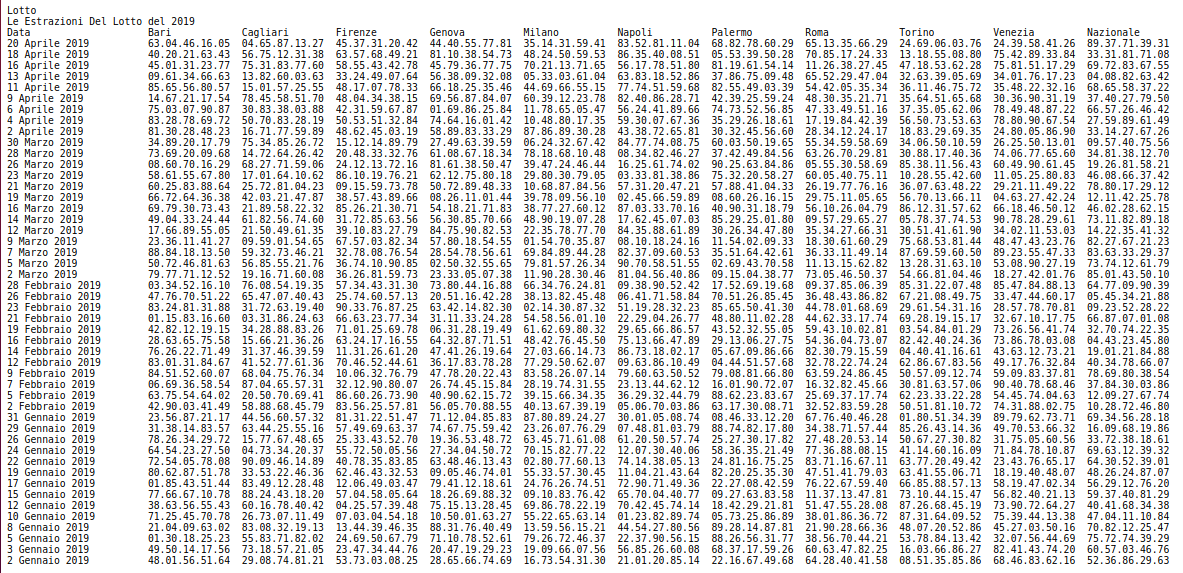 Lotto
Le Estrazioni Del Lotto del 2019
Data Bari Cagliari Firenze Genova Milano Napoli Palermo Roma Torino Venezia Nazionale
20 Aprile 2019 63.04.46.16.05 04.65.87.13.27 45.37.31.20.42 44.40.55.77.81 35.14.31.59.41 83.52.81.11.04 68.82.78.60.29 65.13.35.66.29 24.69.06.03.76 24.39.58.41.26 89.37.71.39.31
18 Aprile 2019 40.20.21.63.43 56.75.12.31.38 63.57.68.49.21 81.10.38.54.73 48.24.50.59.53 86.35.40.08.51 05.53.39.50.28 70.85.17.24.33 13.18.55.08.80 75.42.89.33.84 33.31.81.71.08
16 Aprile 2019 45.01.31.23.77 75.31.83.77.60 58.55.43.42.78 45.79.36.77.75 70.21.13.71.65 56.17.78.51.80 81.19.61.54.14 11.26.38.27.45 47.18.53.62.28 75.81.51.17.29 09.72.83.67.55
13 Aprile 2019 09.61.34.66.63 13.82.60.03.63 33.24.49.07.64 56.38.09.32.08 05.33.03.61.04 63.83.18.52.86 37.86.75.09.48 65.52.29.47.04 32.63.39.05.69 34.01.76.17.23 04.08.82.63.42
11 Aprile 2019 85.65.56.80.57 15.01.57.25.55 48.17.07.78.33 66.18.25.35.46 44.69.66.55.15 77.74.51.59.68 82.55.49.03.39 54.42.05.35.34 36.11.46.75.72 35.48.22.32.16 68.65.58.37.22
9 Aprile 2019 14.67.21.17.54 78.45.58.51.70 48.04.34.38.15 69.56.87.84.07 60.39.12.23.78 82.40.86.28.71 42.39.25.59.24 48.30.35.21.71 35.64.51.65.68 30.36.90.31.19 37.40.27.79.50
6 Aprile 2019 75.03.07.90.87 30.83.38.03.88 42.31.59.67.87 01.69.86.25.84 11.78.65.05.47 56.24.41.89.66 74.73.52.56.85 47.33.49.51.16 37.35.05.62.06 78.49.48.87.22 66.57.26.46.42
4 Aprile 2019 83.28.78.69.72 50.70.83.28.19 50.53.51.32.84 74.64.16.01.42 10.48.80.17.35 59.30.07.67.36 35.29.26.18.61 17.19.84.42.39 56.50.73.53.63 78.80.90.67.54 27.59.89.61.49
2 Aprile 2019 81.30.28.48.23 16.71.77.59.89 48.62.45.03.19 58.89.83.33.29 87.86.89.30.28 43.38.72.65.81 30.32.45.56.60 28.34.12.24.17 18.83.29.69.35 24.80.05.86.90 33.14.27.67.26
30 Marzo 2019 34.89.20.17.79 75.34.85.26.72 15.12.14.89.79 27.49.63.39.59 06.24.32.67.42 84.77.74.08.75 60.03.50.19.65 55.34.59.58.69 34.06.50.10.59 26.25.50.13.01 09.57.40.75.56
28 Marzo 2019 73.69.20.09.68 14.72.64.26.42 20.48.33.32.76 61.08.67.18.34 78.18.68.10.48 08.34.82.46.27 37.42.49.84.56 63.26.70.29.81 30.88.17.40.36 74.06.77.65.60 34.81.38.12.70
26 Marzo 2019 08.60.70.16.29 68.27.71.59.06 24.12.13.72.16 81.61.38.50.47 39.47.24.46.44 16.25.61.74.02 90.25.63.84.86 05.55.30.58.69 85.38.11.56.43 60.49.90.61.45 19.26.81.58.21
23 Marzo 2019 58.61.55.67.80 17.01.64.10.62 86.10.19.76.21 62.12.75.80.18 29.80.30.79.05 03.33.81.38.86 75.32.20.58.27 60.05.40.75.11 10.28.55.42.60 11.05.25.80.83 46.08.66.37.42
21 Marzo 2019 60.25.83.88.64 25.72.81.04.23 09.15.59.73.78 50.72.89.48.33 10.68.87.84.56 57.31.20.47.21 57.88.41.04.33 26.19.77.76.16 36.07.63.48.22 29.21.11.49.22 78.80.17.29.12
19 Marzo 2019 66.72.64.36.38 42.03.21.47.87 38.57.43.89.66 08.26.11.01.44 39.78.09.56.10 02.45.66.59.89 08.60.26.16.15 29.75.11.05.65 56.70.13.66.11 04.63.27.42.24 12.11.42.25.78
16 Marzo 2019 69.79.30.73.43 21.89.58.22.32 85.26.21.30.71 54.18.21.71.83 38.77.27.60.12 87.03.33.70.16 40.90.31.18.79 56.10.26.04.79 86.12.31.57.62 66.18.46.50.12 46.02.28.62.15
14 Marzo 2019 49.04.33.24.44 61.82.56.74.60 31.72.85.63.56 56.30.85.70.66 48.90.19.07.28 17.62.45.07.03 85.29.25.01.80 09.57.29.65.27 05.78.37.74.53 90.78.28.29.61 73.11.82.89.18
12 Marzo 2019 17.66.89.55.05 21.50.49.61.35 39.10.83.27.79 84.75.90.82.53 22.35.78.77.70 84.35.88.61.89 30.26.34.47.80 35.34.27.66.31 30.51.41.61.90 34.02.11.53.03 14.22.35.41.32
9 Marzo 2019 23.36.11.41.27 09.59.01.54.65 67.57.03.82.34 57.80.18.54.55 01.54.70.35.87 08.10.18.24.16 11.54.02.09.33 18.30.61.60.29 75.68.53.81.44 48.47.43.23.76 82.27.67.21.23
7 Marzo 2019 88.84.18.13.50 59.32.73.46.21 32.78.08.76.54 28.54.78.56.61 69.84.89.44.28 82.37.09.60.53 35.51.64.42.61 36.33.11.49.14 87.69.59.60.50 89.23.55.47.33 83.63.33.29.37
5 Marzo 2019 50.72.46.81.63 56.85.55.21.76 36.74.10.90.85 02.50.32.55.65 79.81.57.26.34 90.70.58.51.55 02.69.43.70.58 11.13.15.62.82 13.28.31.63.10 53.08.90.27.19 73.74.12.61.79
2 Marzo 2019 79.77.71.12.52 19.16.71.60.08 36.26.81.59.73 23.33.05.07.38 11.90.28.30.46 81.04.56.40.86 09.15.04.38.77 73.05.46.50.37 54.66.81.04.46 18.27.42.01.76 85.01.43.50.10
28 Febbraio 2019 03.34.52.16.10 76.08.54.19.35 57.34.43.31.30 73.80.44.16.88 66.34.76.24.81 09.38.90.52.42 17.52.69.19.68 09.37.85.06.39 85.31.22.07.48 85.47.84.88.13 64.77.09.90.39
26 Febbraio 2019 47.76.70.51.22 65.47.07.40.43 25.74.60.57.13 20.51.16.42.28 38.13.82.45.48 06.41.71.58.84 70.51.26.85.45 36.48.43.86.82 67.21.08.49.75 33.47.44.60.17 05.45.34.21.88
23 Febbraio 2019 83.24.81.31.88 31.72.63.19.40 90.33.76.87.25 63.42.14.82.30 02.14.30.87.32 51.19.28.32.23 85.65.50.41.30 44.78.01.68.69 29.61.54.31.16 28.57.78.70.81 09.23.52.28.22
21 Febbraio 2019 01.15.83.16.60 03.31.86.24.63 66.63.23.77.34 31.11.33.24.28 54.58.56.01.10 22.29.04.26.77 48.80.11.02.28 44.62.33.17.74 69.28.19.15.17 32.67.10.17.75 66.87.07.01.08
19 Febbraio 2019 42.82.12.19.15 34.28.88.83.26 71.01.25.69.78 06.31.28.19.49 61.62.69.80.32 29.65.66.86.57 43.52.32.55.05 59.43.10.02.81 03.54.84.01.29 73.26.56.41.74 32.70.74.22.35
16 Febbraio 2019 28.63.65.75.58 15.66.21.36.26 63.24.17.16.55 64.32.87.71.51 48.42.76.45.50 75.13.66.47.89 29.13.06.27.75 54.36.04.73.07 82.42.40.24.36 73.86.78.03.08 04.43.23.45.80
14 Febbraio 2019 76.26.22.71.49 31.37.46.39.59 11.31.26.61.20 47.41.26.19.64 27.03.66.14.73 86.73.18.02.17 05.67.09.86.66 82.30.79.15.59 04.40.41.16.61 43.63.12.73.21 19.01.21.84.88
12 Febbraio 2019 83.01.31.84.67 41.52.77.61.36 70.46.52.44.61 36.17.83.78.28 77.29.50.62.07 09.63.86.10.49 04.44.51.57.68 32.78.22.74.24 62.86.67.83.56 49.17.76.32.84 40.34.78.66.07
9 Febbraio 2019 84.51.52.60.07 68.04.75.76.34 10.06.32.76.79 47.78.20.22.43 83.58.26.07.14 79.60.63.50.52 79.08.81.66.80 63.59.24.86.45 50.57.09.12.74 59.09.83.37.81 78.69.80.38.54
7 Febbraio 2019 06.69.36.58.54 87.04.65.57.31 32.12.90.80.07 26.74.45.15.84 28.19.74.31.55 23.13.44.62.12 16.01.90.72.07 16.32.82.45.66 30.81.63.57.06 90.40.78.68.46 37.84.30.03.86
5 Febbraio 2019 63.75.54.64.02 20.50.70.69.41 86.60.26.73.90 40.90.62.15.72 39.15.66.34.35 36.29.32.44.79 88.62.23.83.67 25.69.37.17.74 62.23.33.22.28 54.45.74.04.63 12.09.27.67.74
2 Febbraio 2019 42.90.03.41.49 58.88.68.45.79 83.56.25.57.81 56.05.70.88.55 40.13.67.39.19 05.06.70.03.86 63.17.30.08.71 32.52.83.59.28 50.51.81.10.72 74.31.88.02.75 10.28.72.46.80
31 Gennaio 2019 23.56.87.21.17 44.56.60.57.32 81.31.22.51.47 71.12.04.85.83 87.80.89.24.27 30.01.05.08.74 08.46.33.12.20 67.76.40.46.28 01.80.51.34.39 89.79.62.73.71 69.34.56.28.18
29 Gennaio 2019 31.38.14.83.57 63.44.25.55.16 57.49.69.63.37 74.67.75.59.42 23.26.07.76.29 07.48.81.03.79 88.74.82.17.80 34.38.71.57.44 85.26.43.14.36 49.70.53.66.32 16.09.68.19.86
26 Gennaio 2019 78.26.34.29.72 15.77.67.48.65 25.33.43.52.70 19.36.53.48.72 63.45.71.61.08 61.20.50.57.74 25.27.30.17.82 27.48.20.53.14 50.67.27.30.82 31.75.05.60.56 33.72.38.18.61
24 Gennaio 2019 64.54.23.27.50 04.73.34.20.37 55.72.50.05.56 27.34.04.50.72 70.15.82.77.22 12.07.30.40.06 58.36.35.21.49 77.36.88.08.15 41.14.60.16.09 71.84.78.10.87 69.63.12.39.32
22 Gennaio 2019 72.54.05.78.08 90.09.46.14.89 40.78.35.83.85 63.48.46.13.43 02.80.77.60.13 74.14.38.05.13 24.81.16.75.25 83.71.16.67.11 63.77.20.49.42 23.43.76.65.17 64.30.52.39.01
19 Gennaio 2019 80.62.87.51.78 33.53.22.46.36 62.46.43.32.53 09.05.46.74.01 55.33.57.30.45 11.04.21.43.64 82.20.25.35.30 47.51.41.79.03 63.41.55.06.71 18.19.40.48.07 48.26.24.87.07
17 Gennaio 2019 01.85.43.51.44 83.49.12.28.48 12.06.49.03.47 79.41.12.18.61 24.76.26.74.51 72.90.71.49.36 22.27.08.42.59 76.22.67.59.40 66.85.88.57.13 58.19.47.02.34 56.29.12.76.20
15 Gennaio 2019 77.66.67.10.78 88.24.43.18.20 57.04.58.05.64 18.26.69.88.32 09.10.83.76.42 65.70.04.40.77 09.27.63.83.58 11.37.13.47.81 73.10.44.15.47 56.82.40.21.13 59.37.40.81.29
12 Gennaio 2019 38.63.56.55.43 60.16.78.40.42 04.25.57.39.48 75.15.13.28.45 69.86.78.22.19 70.42.45.74.14 18.42.29.21.81 51.47.55.28.08 87.26.68.45.19 73.90.72.64.27 40.41.68.34.38
10 Gennaio 2019 71.25.45.70.78 26.73.07.11.49 07.03.04.54.18 10.50.01.63.27 55.22.65.13.64 01.23.82.89.74 05.73.25.86.89 38.01.86.36.72 87.31.64.09.52 75.39.44.13.38 47.04.11.10.84
8 Gennaio 2019 21.04.09.63.02 83.08.32.19.13 13.44.39.46.35 88.31.76.40.49 13.59.56.15.21 44.54.27.80.56 89.28.14.87.81 21.90.28.66.36 48.07.20.52.86 45.27.03.50.16 70.82.12.25.47
5 Gennaio 2019 01.30.18.25.23 55.83.71.82.02 24.69.50.67.79 71.10.78.52.61 79.26.72.46.37 22.37.90.56.15 88.26.56.31.77 38.56.70.44.21 53.78.84.13.42 32.07.56.44.69 75.72.74.39.29
3 Gennaio 2019 49.50.14.17.56 73.18.57.21.05 23.47.34.44.76 20.47.19.29.23 19.09.66.07.56 56.85.26.60.08 68.37.17.59.26 60.63.47.82.25 16.03.66.86.27 82.41.43.74.20 60.57.03.46.76
2 Gennaio 2019 48.01.56.51.64 29.08.74.81.21 53.73.03.08.25 28.65.66.74.69 16.73.54.31.30 21.01.20.85.14 22.16.67.49.68 64.28.40.41.58 08.51.35.85.86 68.46.83.62.16 52.36.86.29.63